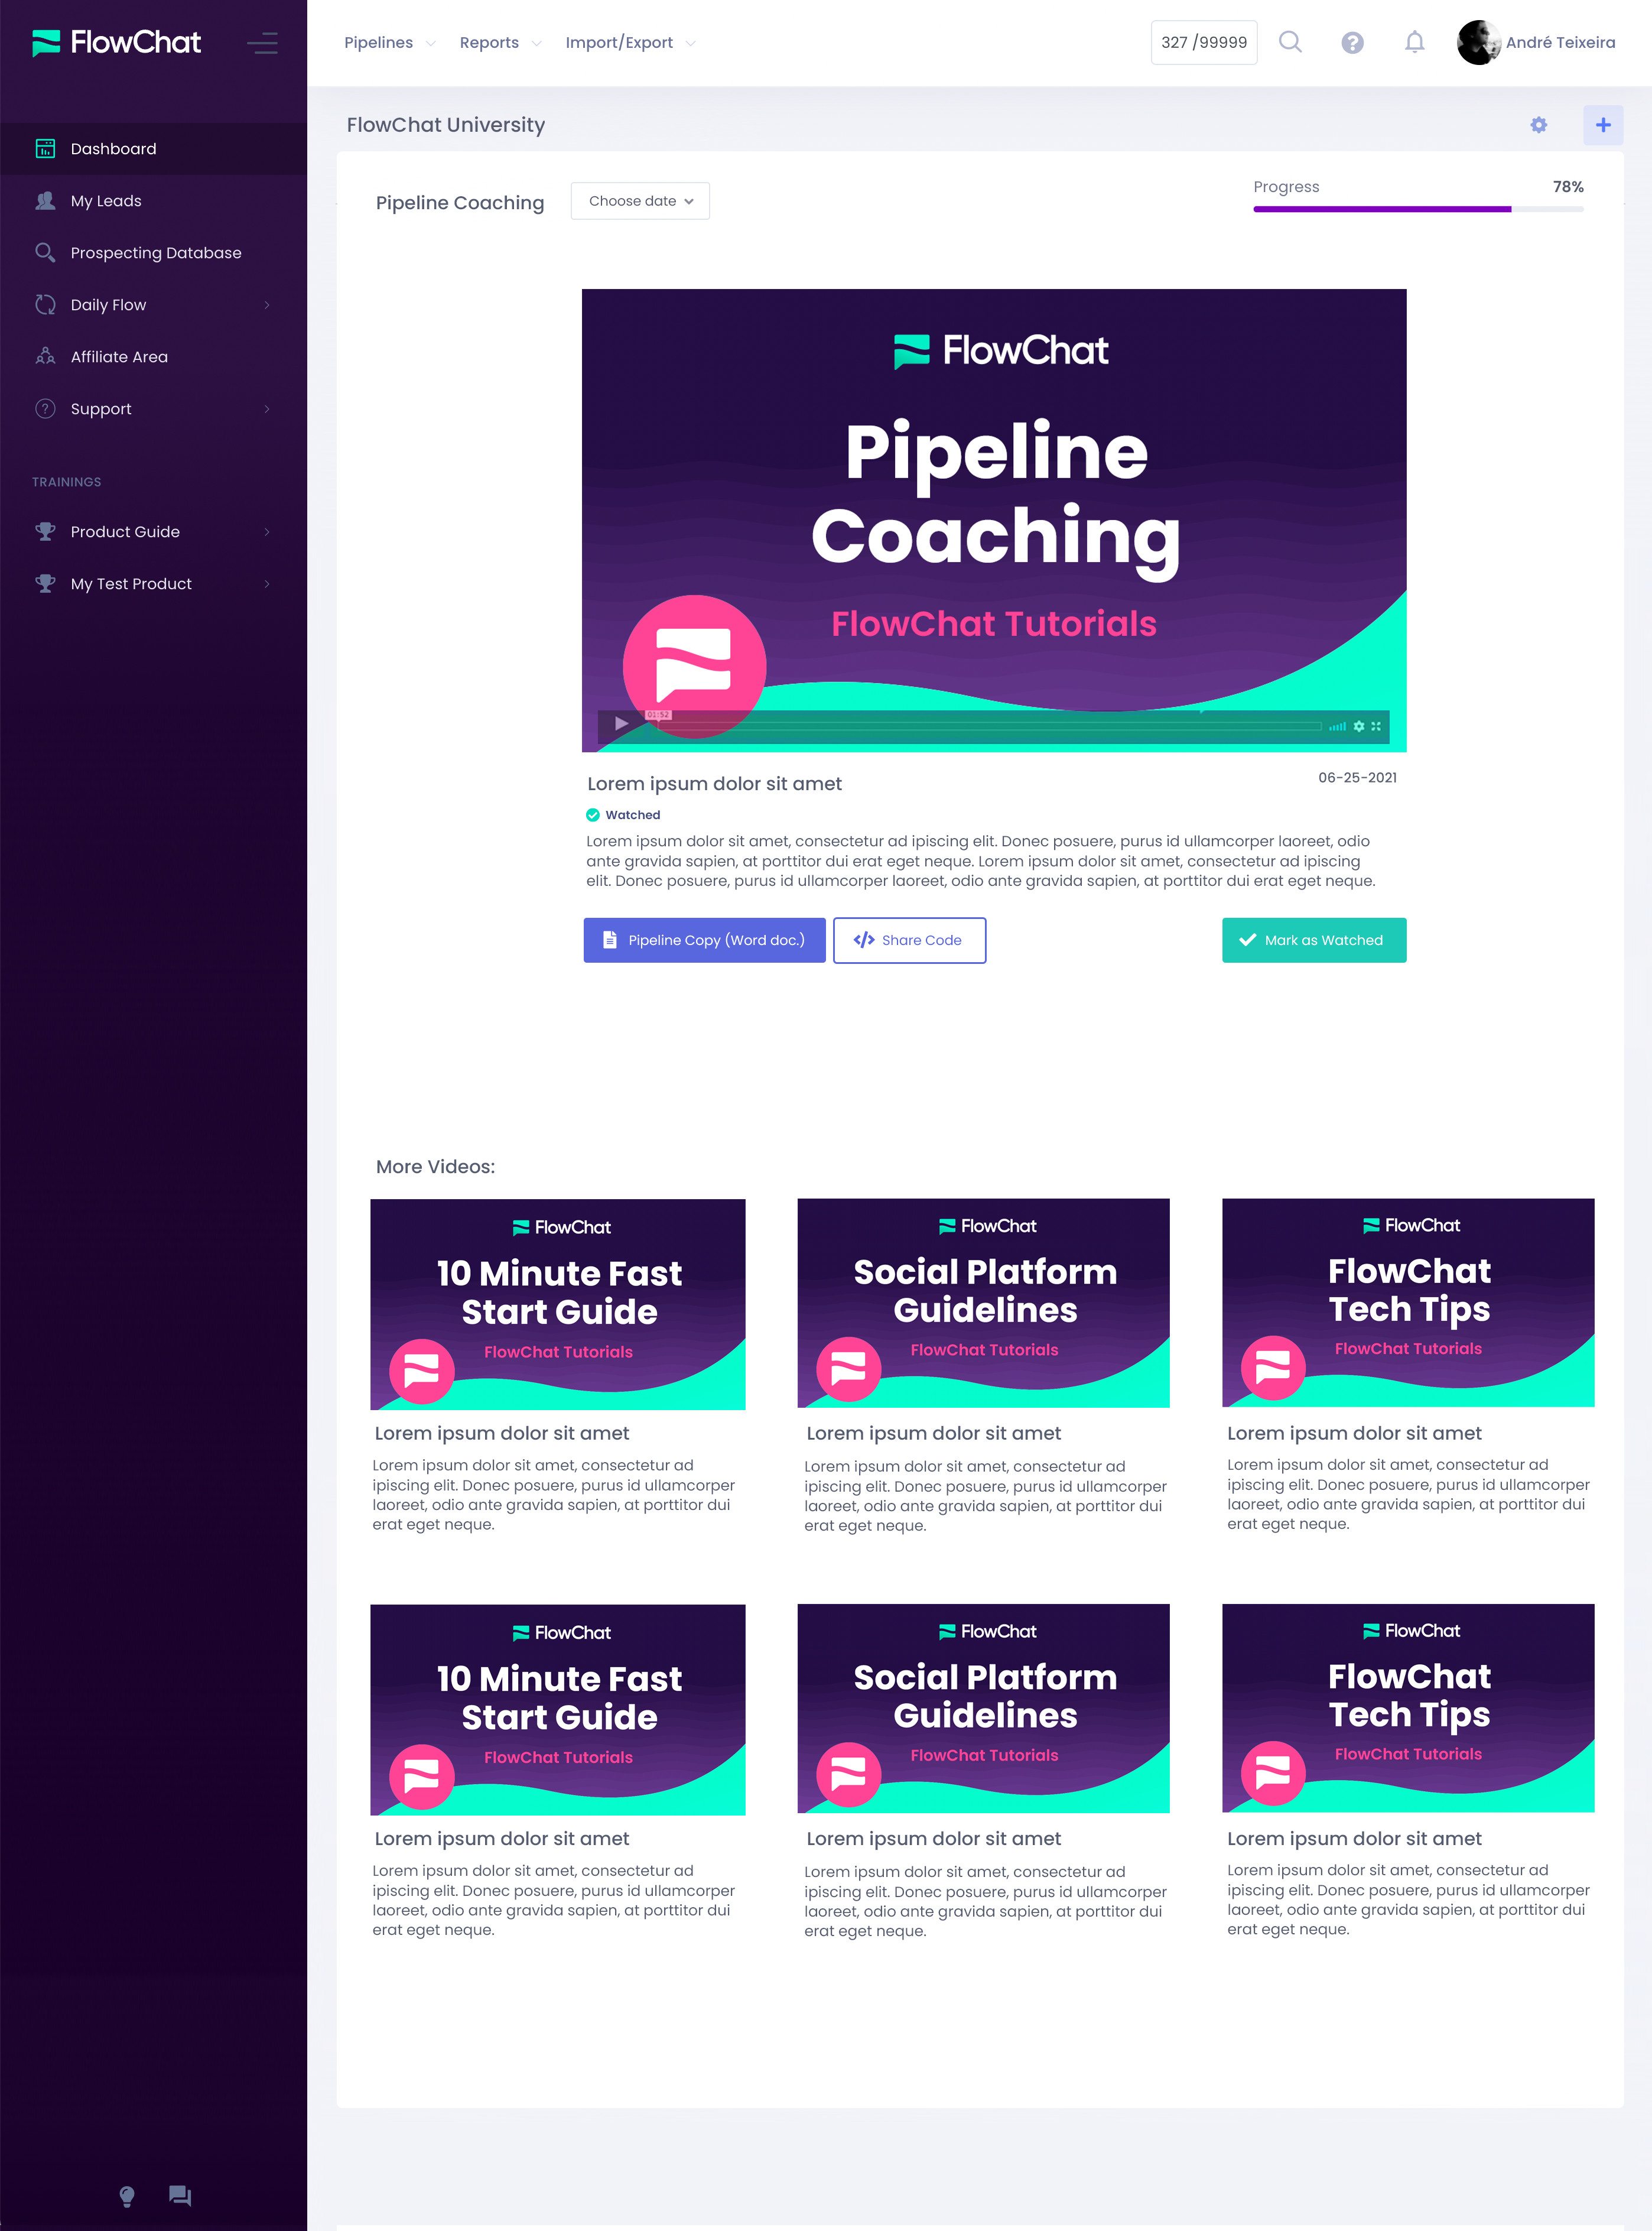 FlowChat
Pipelines
Reports
Import/Export
327 /99999
André Teixeira
Dashboard
My Leads
Prospecting Database
Daily Flow
Affiliate Area
Support
TRAININGS
Product Guide
My Test Product
FlowChat University
Pipeline Coaching
Choose date
Progress
78%
FlowChat
Pipeline
Coaching
FlowChat Tutorials
01:52
Lorem ipsum dolor sit amet
06-25-2021
Watched
Lorem ipsum dolor sit amet, consectetur ad ipiscing elit. Donec posuere, purus id ullamcorper laoreet, odio
ante gravida sapien, at porttitor dui erat eget neque. Lorem ipsum dolor sit amet, consectetur ad ipiscing
elit. Donec posuere, purus id ullamcorper laoreet, odio ante gravida sapien, at porttitor dui erat eget neque.
Pipeline Copy (Word doc.)
Share Code
Mark as Watched
More Videos:
FlowChat
10 Minute Fast
Start Guide
FlowChat Tutorials
Lorem ipsum dolor sit amet
Lorem ipsum dolor sit amet, consectetur ad
ipiscing elit. Donec posuere, purus id ullamcorper
laoreet, odio ante gravida sapien, at porttitor dui
erat eget neque.
FlowChat
Social Platform
Guidelines
FlowChat Tutorials
Lorem ipsum dolor sit amet
Lorem ipsum dolor sit amet, consectetur ad
ipiscing elit. Donec posuere, purus id ullamcorper
laoreet, odio ante gravida sapien, at porttitor dui
erat eget neque.
FlowChat
FlowChat
Tech Tips
FlowChat Tutorials
Lorem ipsum dolor sit amet
Lorem ipsum dolor sit amet, consectetur ad
ipiscing elit. Donec posuere, purus id ullamcorper
laoreet, odio ante gravida sapien, at porttitor dui
erat eget neque.
FlowChat
10 Minute Fast
Start Guide
FlowChat Tutorials
Lorem ipsum dolor sit amet
Lorem ipsum dolor sit amet, consectetur ad
ipiscing elit. Donec posuere, purus id ullamcorper
laoreet, odio ante gravida sapien, at porttitor dui
erat eget neque.
FlowChat
Social Platform
Guidelines
FlowChat Tutorials
Lorem ipsum dolor sit amet
Lorem ipsum dolor sit amet, consectetur ad
ipiscing elit. Donec posuere, purus id ullamcorper
laoreet, odio ante gravida sapien, at porttitor dui
erat eget neque.
FlowChat
FlowChat
Tech Tips
FlowChat Tutorials
Lorem ipsum dolor sit amet
Lorem ipsum dolor sit amet, consectetur ad
ipiscing elit. Donec posuere, purus id ullamcorper
laoreet, odio ante gravida sapien, at porttitor dui
erat eget neque.